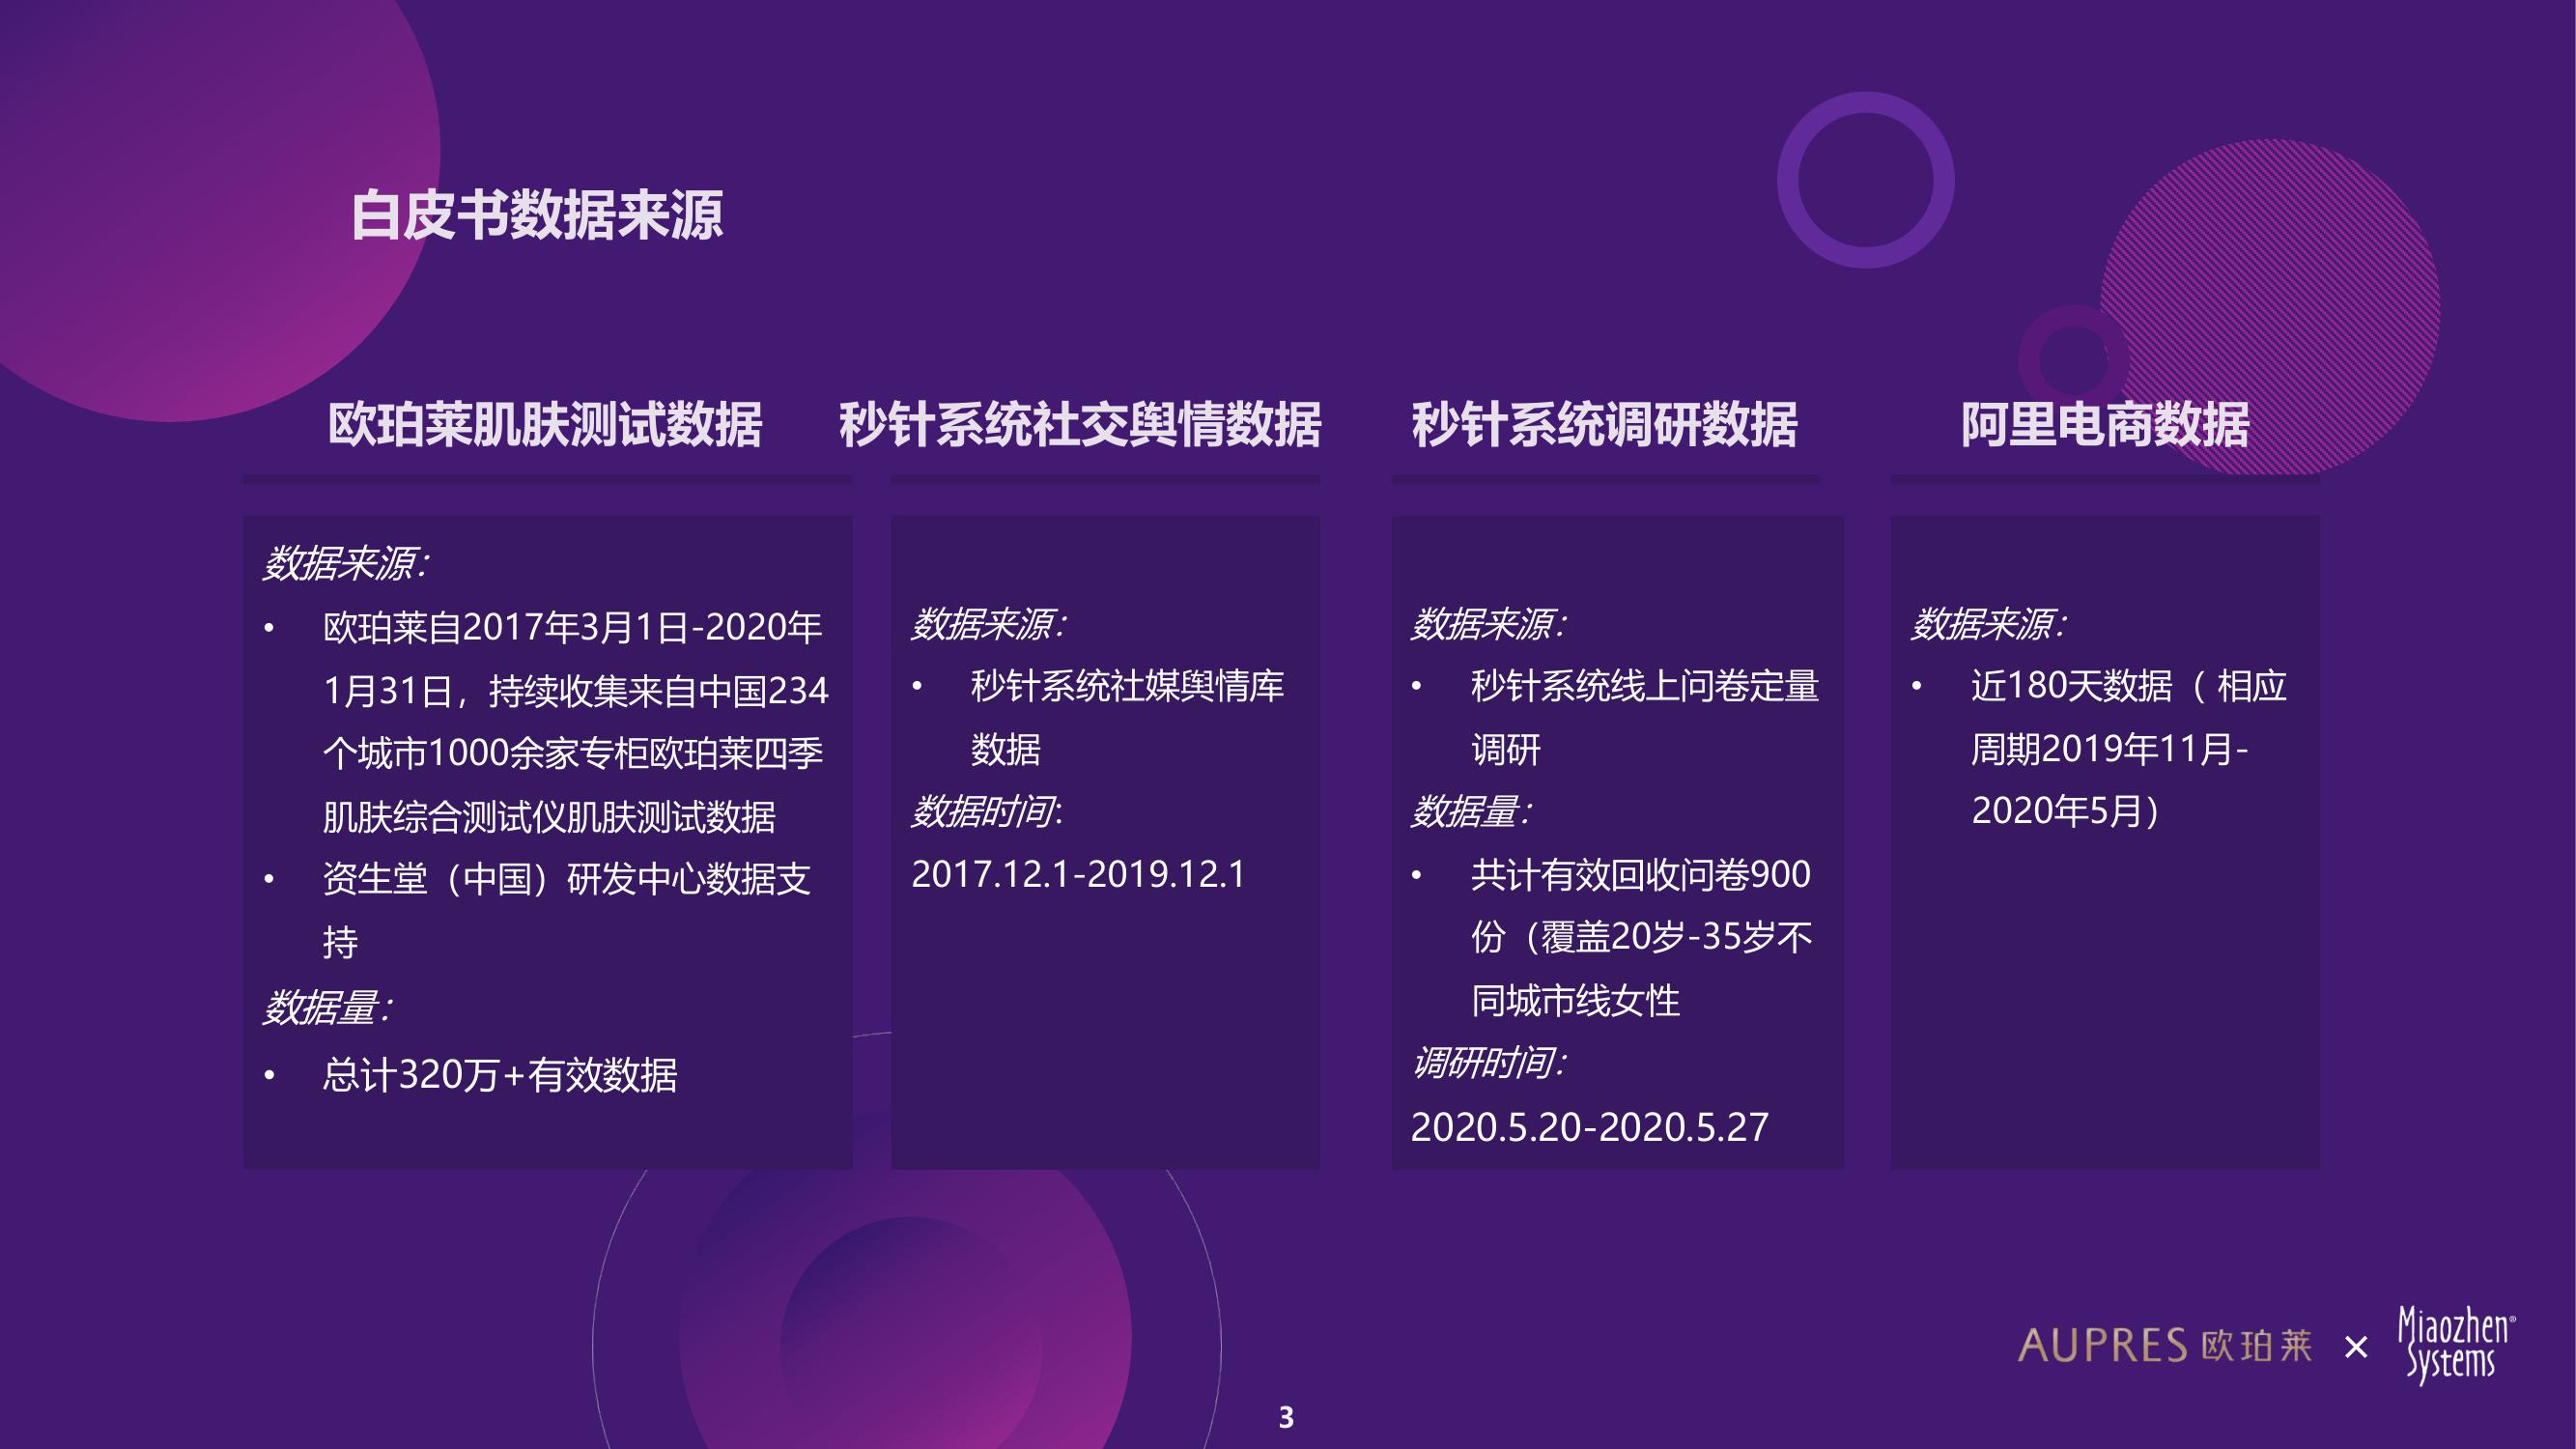 白皮书数据来源
欧珀莱肌肤测试数据
数据来源：
• 欧珀莱自2017年3月1日-2020年
1月31日，持续收集来自中国234
个城市1000余家专柜欧珀莱四季
肌肤综合测试仪肌肤测试数据
• 资生堂（中国）研发中心数据支
持
数据量：
• 总计320万+有效数据
秒针系统社交舆情数据
数据来源：
• 秒针系统社媒舆情库
数据
数据时间:
2017.12.1-2019.12.1
秒针系统调研数据
数据来源：
• 秒针系统线上问卷定量
调研
数据量：
• 共计有效回收问卷900
份（覆盖20岁-35岁不
同城市线女性
调研时间：
2020.5.20-2020.5.27
阿里电商数据
数据来源：
• 近180天数据（ 相应
周期2019年11月-
2020年5月）
AUPRES 欧珀莱 × Miaozhen®
Systems
3